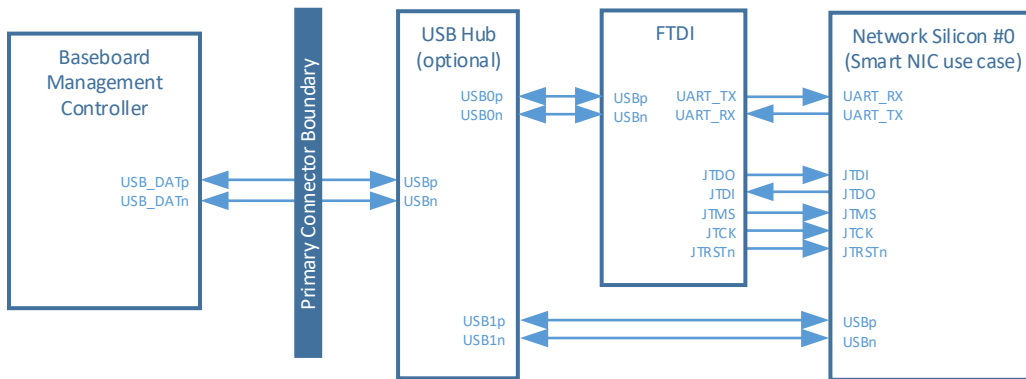 Baseboard
Management
Controller
USB_DATp
USB_DATn
Primary Connector Boundary
USB Hub
(optional)
USB0p
USB0n
USBp
USBn
USB1p
USB1n
FTDI
USBp
USBn
UART_TX
UART_RX
JTDO
JTDI
JTMS
JTCK
JTRSTn
Network Silicon #0
(Smart NIC use case)
UART_RX
UART_TX
JTDI
JTDO
JTMS
JTCK
JTRSTn
USBp
USBn